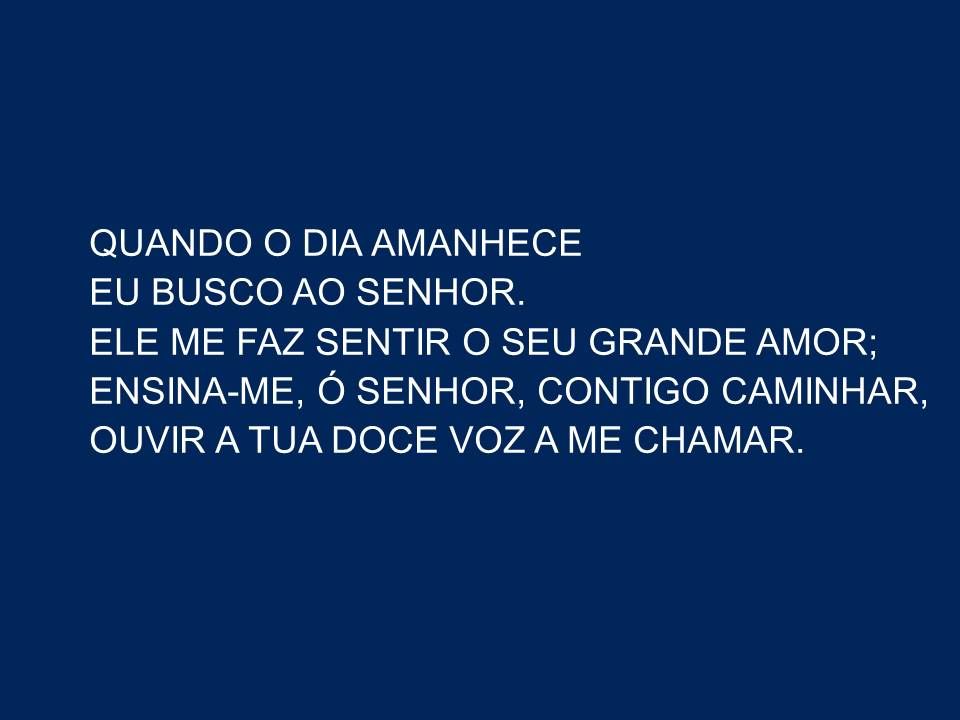 QUANDO O DIA AMANHECE
EU BUSCO AO SENHOR.
ELE ME FAZ SENTIR O SEU GRANDE AMOR;
ENSINA-ME, Ó SENHOR, CONTIGO CAMINHAR,
OUVIR A TUA DOCE VOZ A ME CHAMAR.